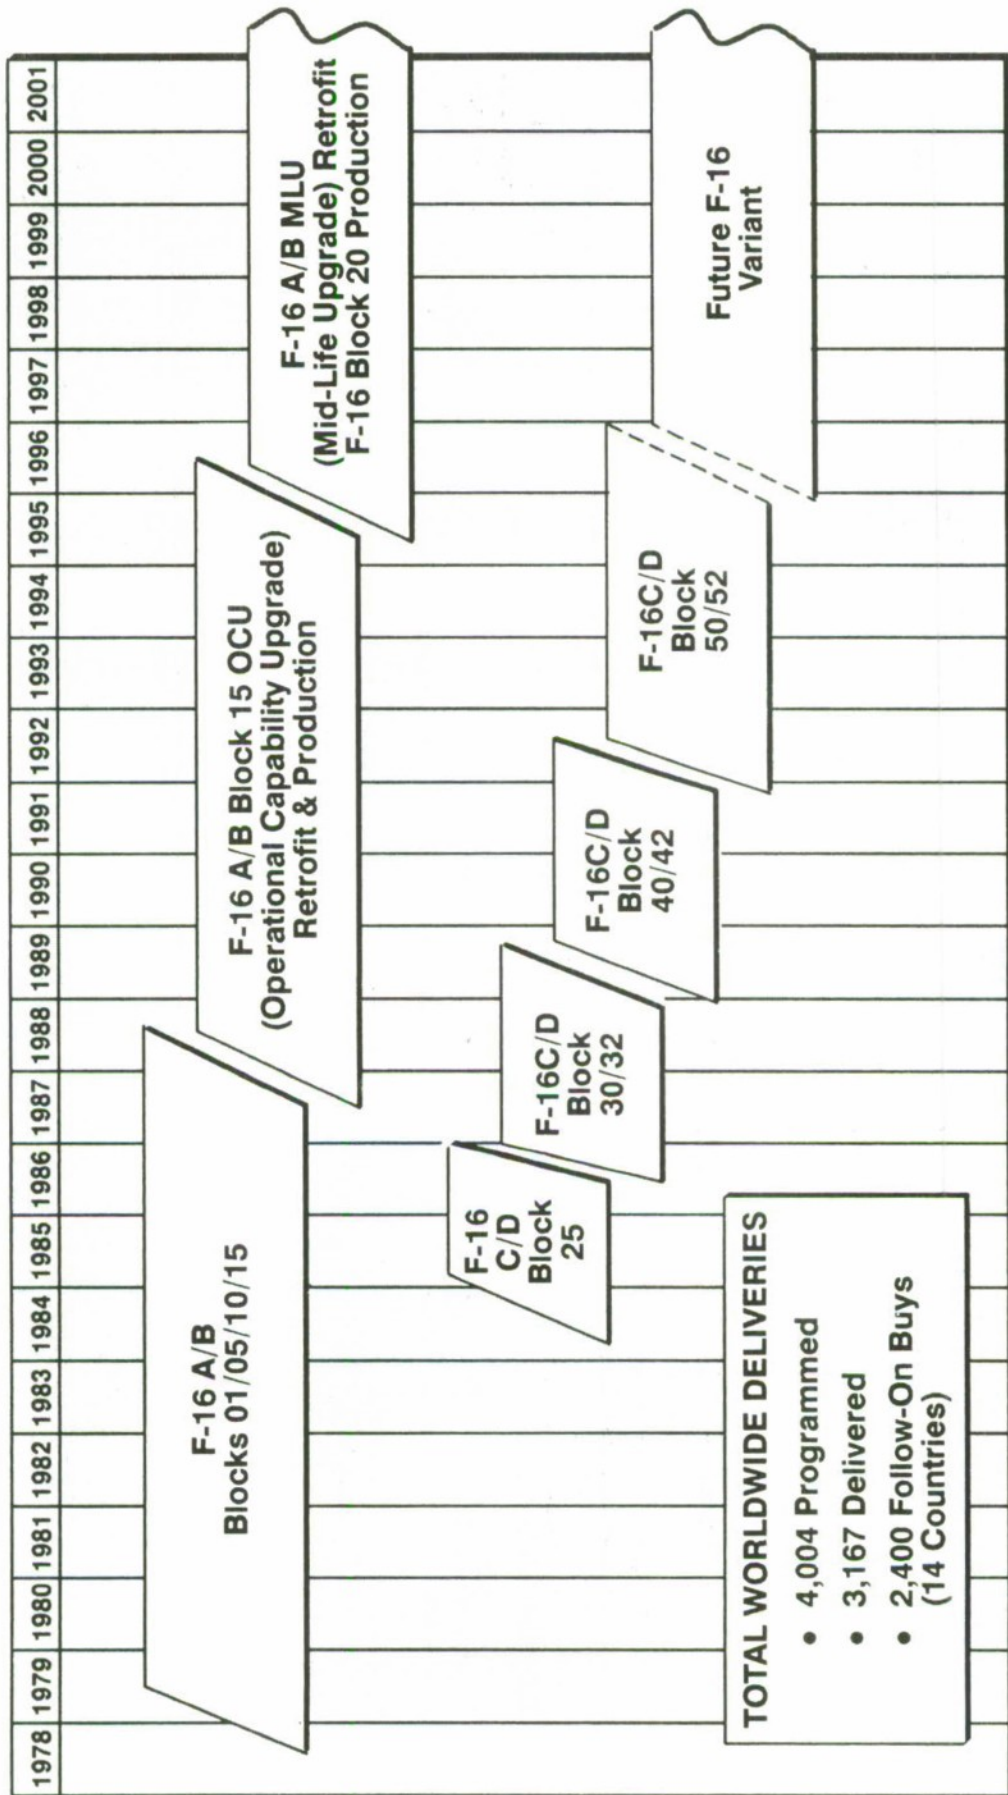 1978 1979 1980 1981 1982 1983 1984 1985 1986 1987 1988 1989 1990 1991 1992 1993 1994 1995 1996 1997 1998 1999 2000 2001
F-16 A/B
Blocks 01/05/10/15
F-16 A/B Block 15 OCU
(Operational Capability Upgrade)
Retrofit & Production
F-16 A/B MLU
(Mid-Life Upgrade) Retrofit
F-16 Block 20 Production
F-16
C/D
Block
25
F-16C/D
Block
30/32
F-16C/D
Block
40/42
F-16C/D
Block
50/52
Future F-16
Variant
TOTAL WORLDWIDE DELIVERIES
• 4,004 Programmed
• 3,167 Delivered
• 2,400 Follow-On Buys
(14 Countries)